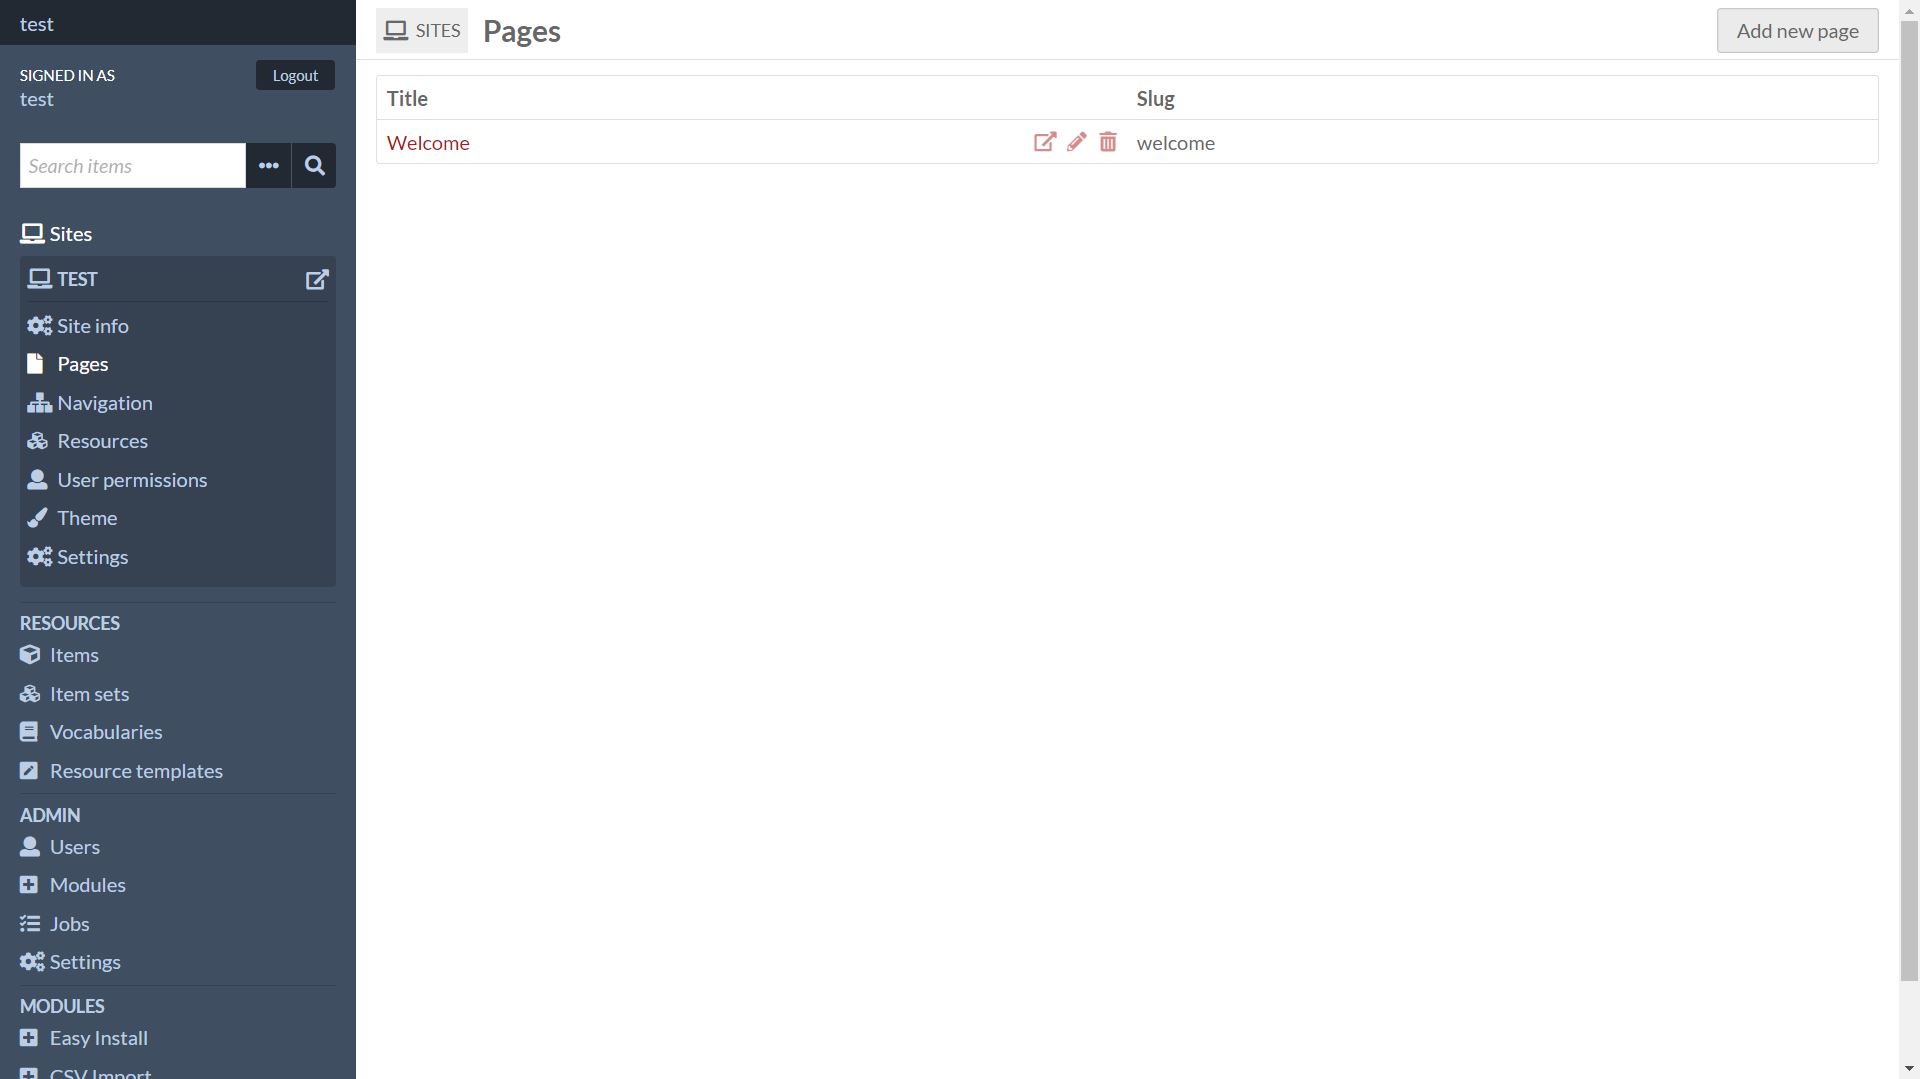 test
SIGNED IN AS
Logout
test
Search items
Sites
TEST
Site info
Pages
Navigation
Resources
User permissions
Theme
Settings
RESOURCES
Items
Item sets
Vocabularies
Resource templates
ADMIN
Users
Modules
Jobs
Settings
MODULES
Easy Install
CSV Import
SITES
Pages
Add new page
Title Slug
Welcome welcome